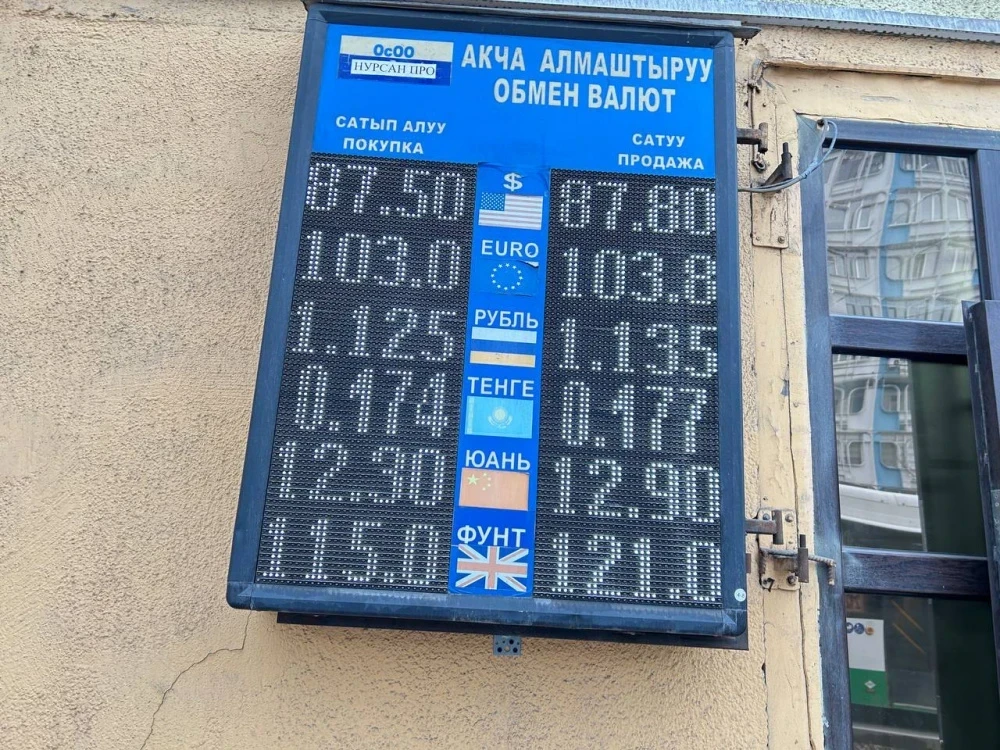 ОсОО
НУРСАН ПРО
АКЧА АЛМАШТЫРУУ
ОБМЕН ВАЛЮТ
САТЫП АЛУУ
ПОКУПКА
САТУУ
ПРОДАЖА
87.50 $ 87.80
103.0 EURO 103.8
1.125 РУБЛЬ 1.135
0.174 ТЕНГЕ 0.177
12.30 ЮАНЬ 12.90
115.0 ФУНТ 121.0